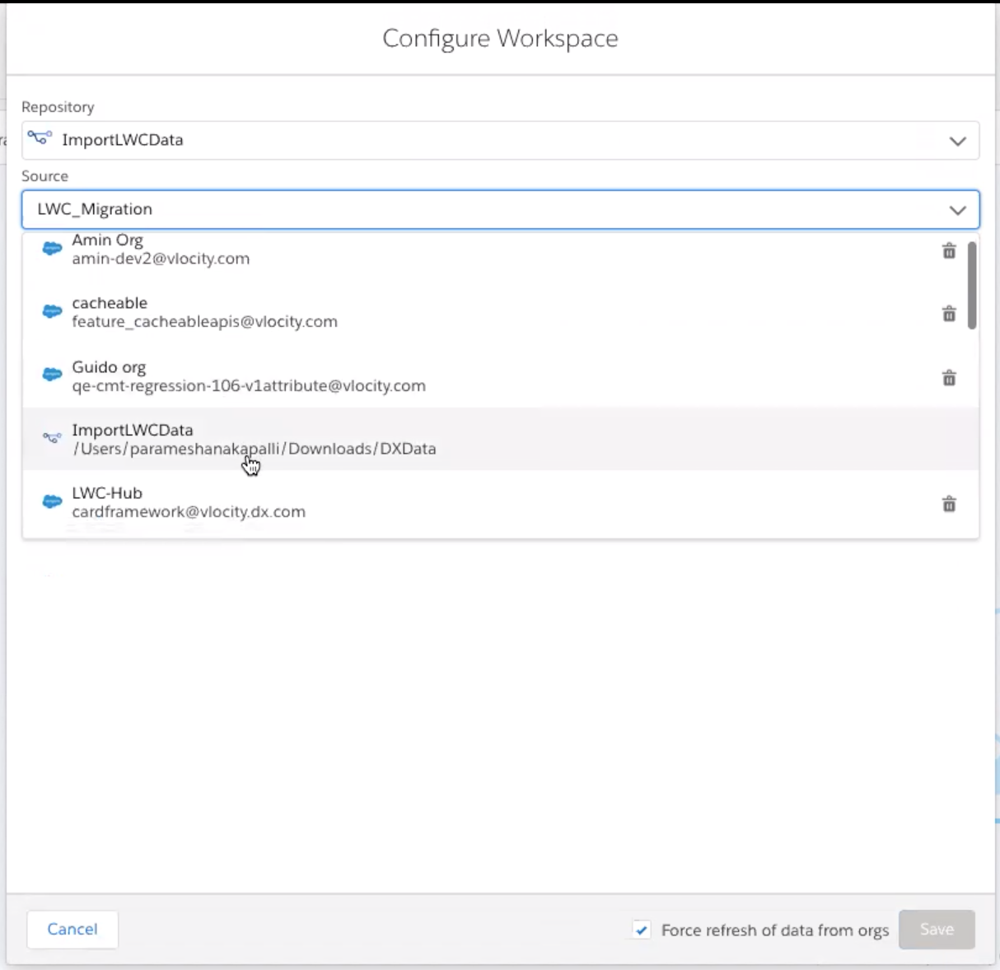 Configure Workspace
Repository
ImportLWCData
Source
LWC_Migration
Amin Org
amin-dev2@vlocity.com
cacheable
feature_cacheableapis@vlocity.com
Guido org
qe-cmt-regression-106-v1attribute@vlocity.com
ImportLWCData
/Users/parameshanakapalli/Downloads/DXData
LWC-Hub
cardframework@vlocity.dx.com
Cancel
Force refresh of data from orgs
Save